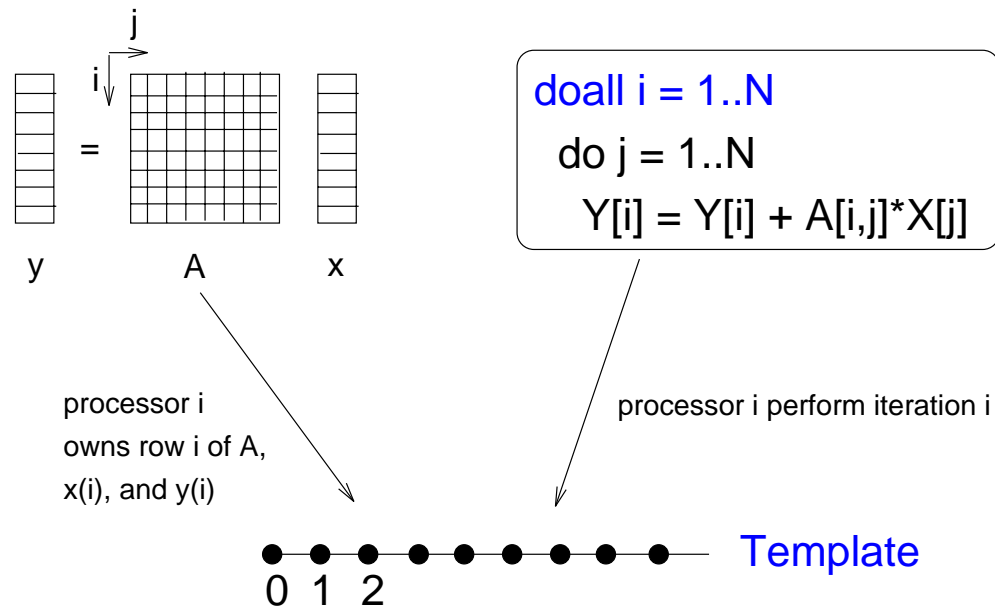 j
i
=
y
A
x
doall i = 1..N
do j = 1..N
Y[i] = Y[i] + A[i,j]*X[j]
processor i
owns row i of A,
x(i), and y(i)
processor i perform iteration i
Template
0 1 2